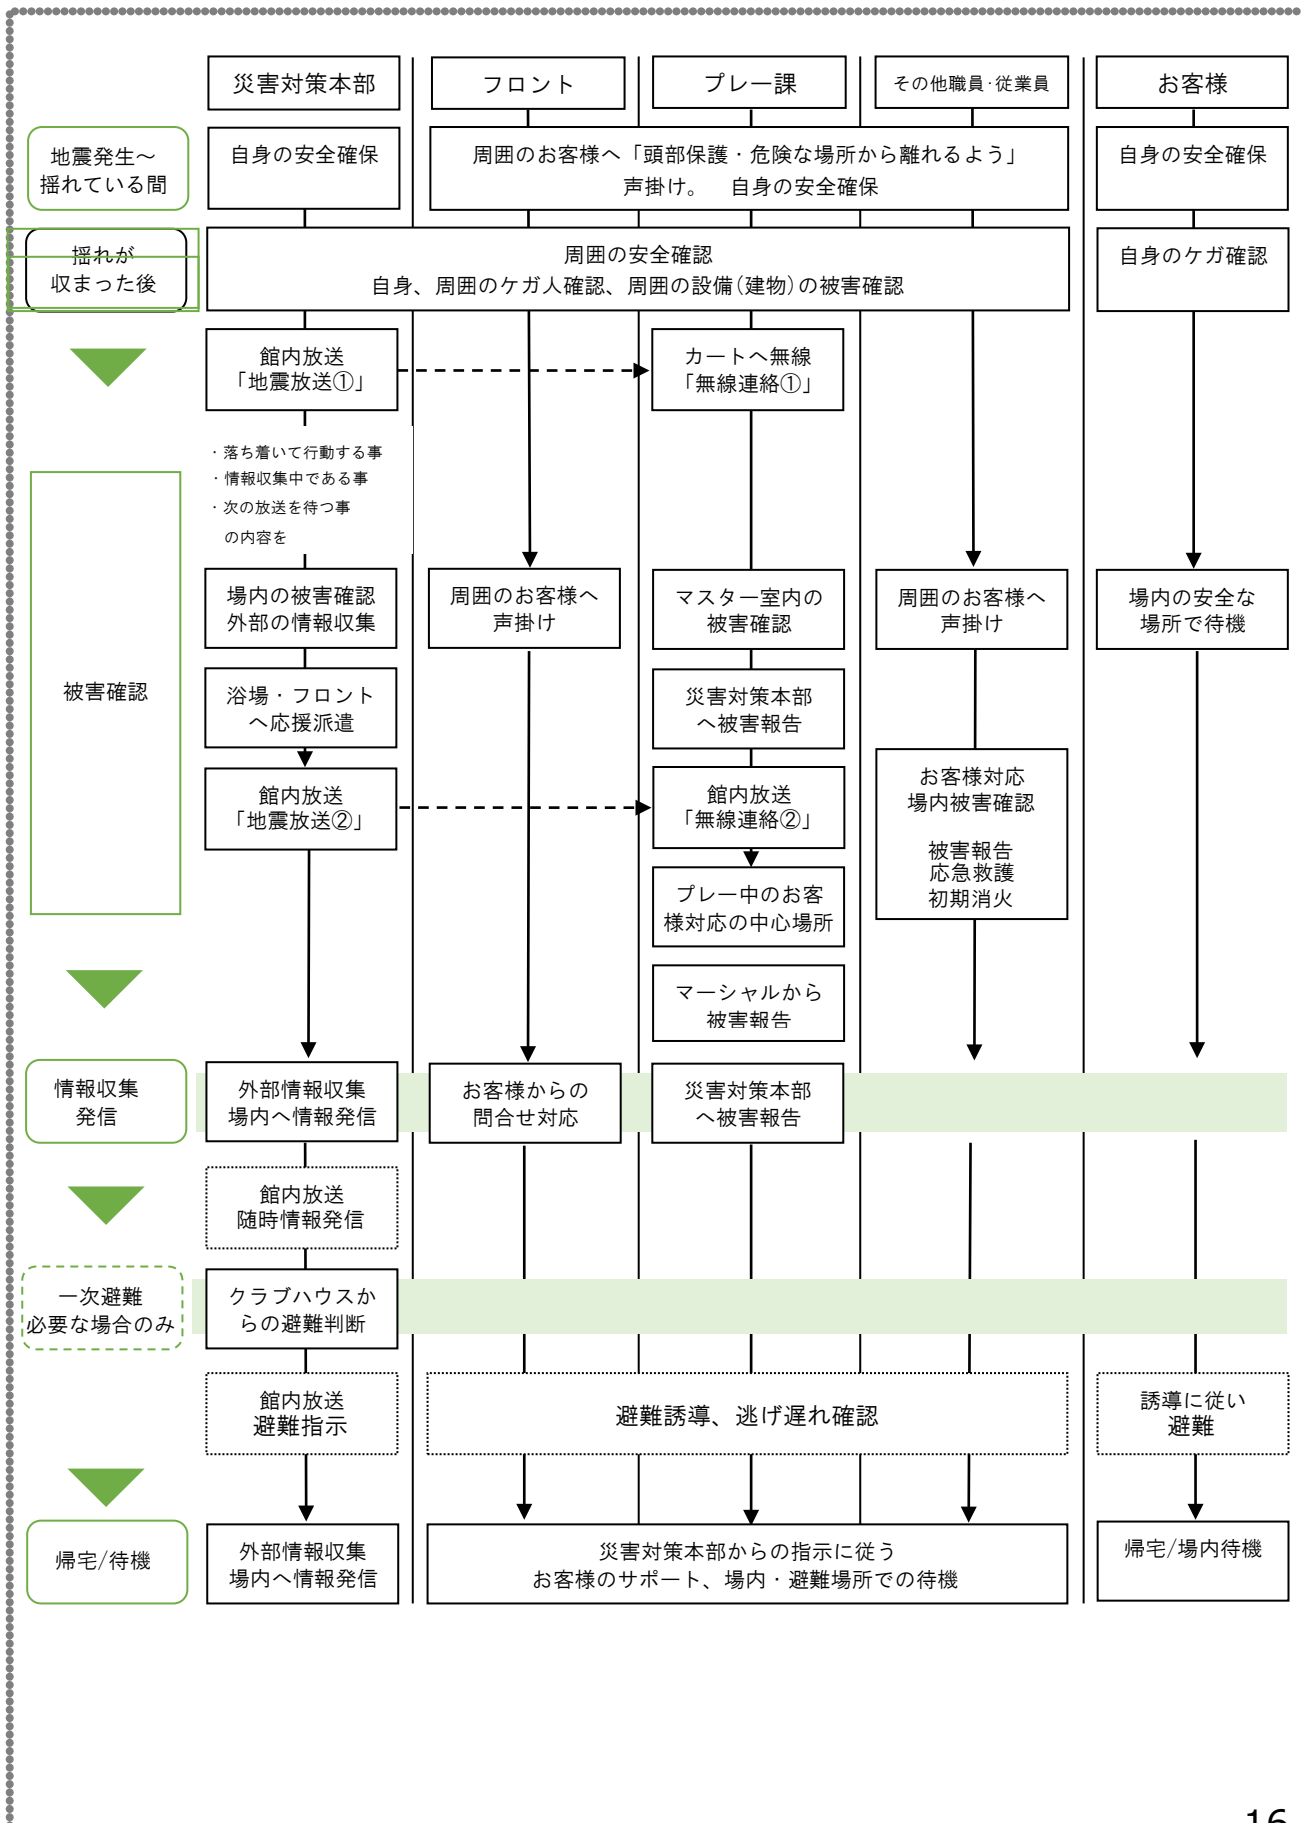 災害対策本部
フロント
プレー課
その他職員・従業員
お客様
地震発生～
揺れている間
自身の安全確保
周囲のお客様へ「頭部保護・危険な場所から離れるよう」
声掛け。　自身の安全確保
自身の安全確保
揺れが
収まった後
周囲の安全確認
自身、周囲のケガ人確認、周囲の設備(建物)の被害確認
自身のケガ確認
館内放送
「地震放送①」
カートへ無線
「無線連絡①」
・落ち着いて行動する事
・情報収集中である事
・次の放送を待つ事
の内容を
被害確認
場内の被害確認
外部の情報収集
周囲のお客様へ
声掛け
マスター室内の
被害確認
周囲のお客様へ
声掛け
場内の安全な
場所で待機
浴場・フロント
へ応援派遣
災害対策本部
へ被害報告
館内放送
「地震放送②」
館内放送
「無線連絡②」
お客様対応
場内被害確認
被害報告
応急救護
初期消火
プレー中のお客
様対応の中心場所
マーシャルから
被害報告
情報収集
発信
外部情報収集
場内へ情報発信
お客様からの
問合せ対応
災害対策本部
へ被害報告
館内放送
随時情報発信
一次避難
必要な場合のみ
クラブハウスか
らの避難判断
館内放送
避難指示
避難誘導、逃げ遅れ確認
誘導に従い
避難
帰宅/待機
外部情報収集
場内へ情報発信
災害対策本部からの指示に従う
お客様のサポート、場内・避難場所での待機
帰宅/場内待機
16